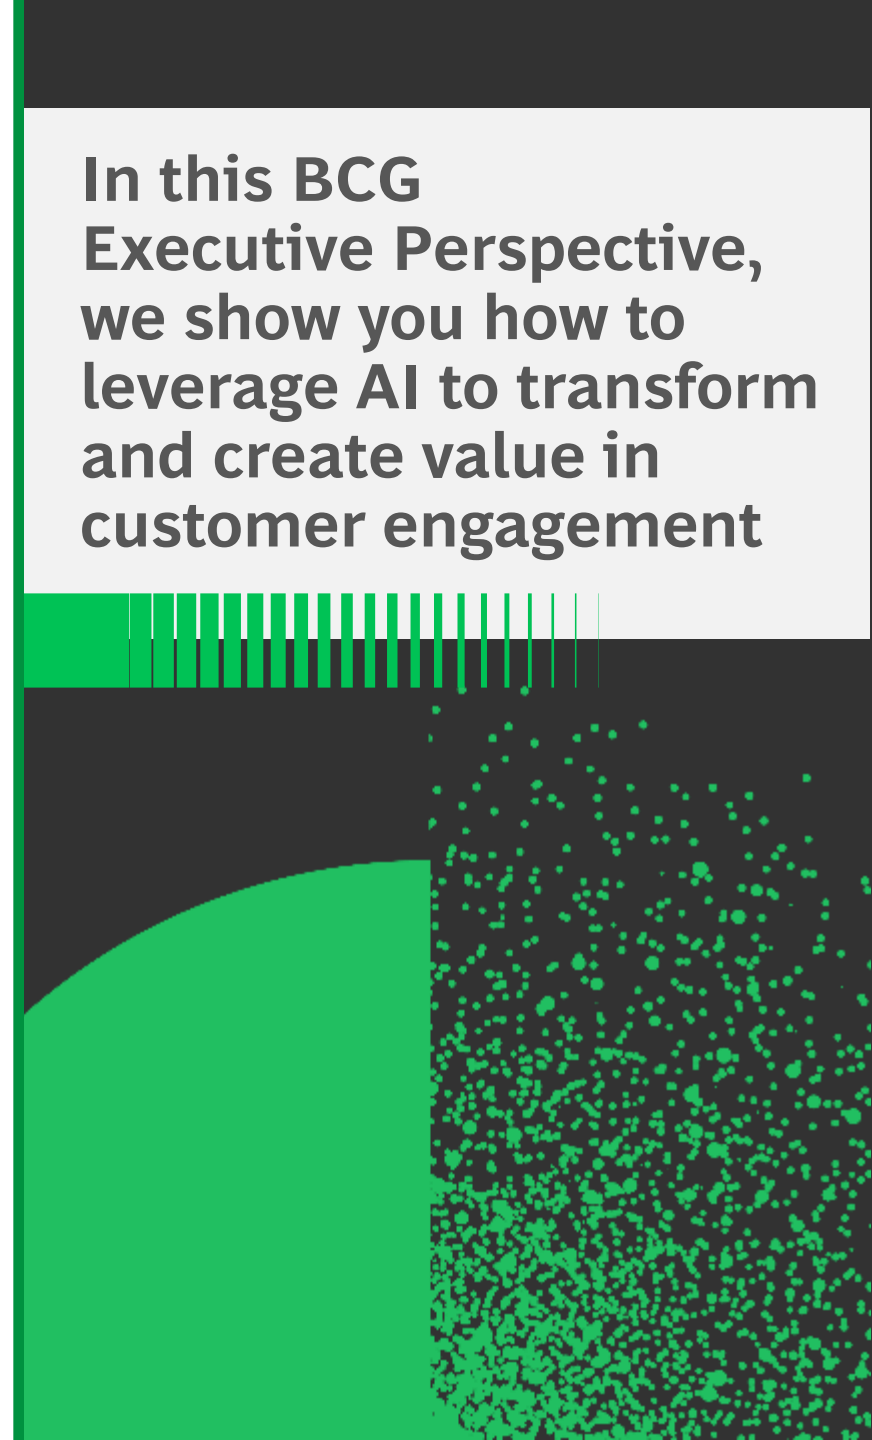 In this BCG
Executive Perspective,
we show you how to
leverage AI to transform
and create value in
customer engagement